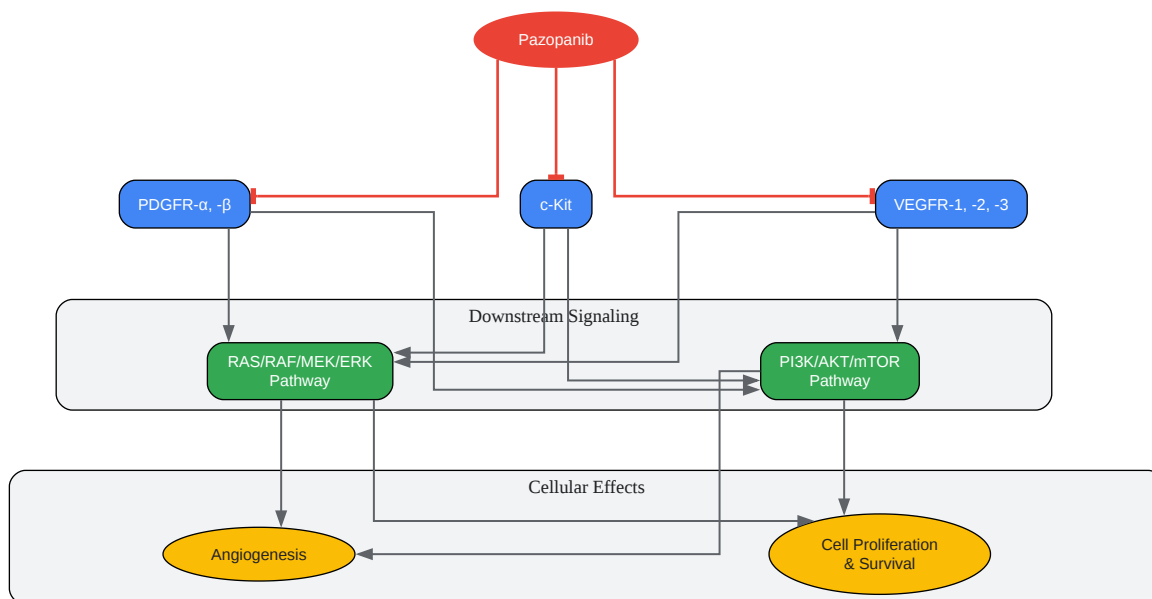 Pazopanib
PDGFR-α, -β
c-Kit
VEGFR-1, -2, -3
Downstream Signaling
RAS/RAF/MEK/ERK
Pathway
PI3K/AKT/mTOR
Pathway
Cellular Effects
Angiogenesis
Cell Proliferation
& Survival